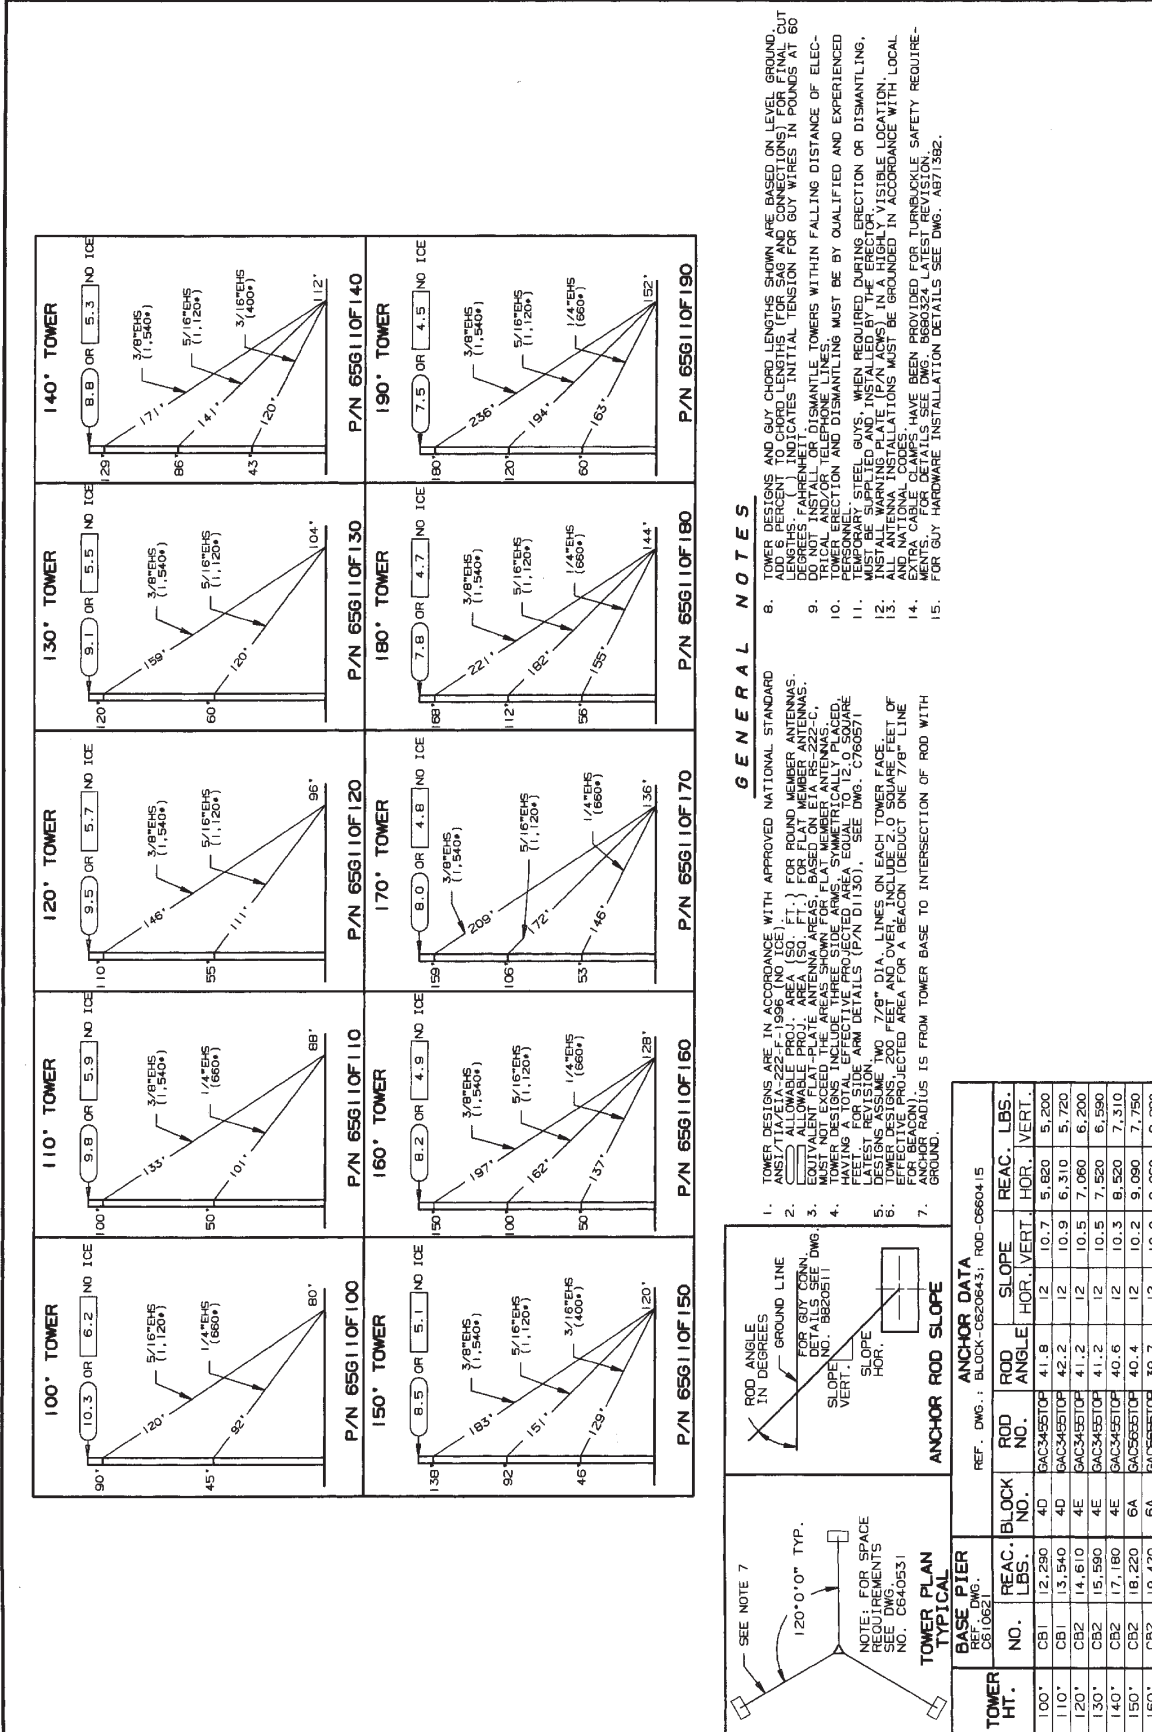 100' TOWER
10.3 OR 6.2 NO ICE
90'
45'
120'
92'
5/16"EHS
(1,120#)
1/4"EHS
(660#)
80'
P/N 65G110F100
110' TOWER
9.8 OR 5.9 NO ICE
100'
50'
133'
101'
3/8"EHS
(1,540#)
1/4"EHS
(660#)
88'
P/N 65G110F110
120' TOWER
9.5 OR 5.7 NO ICE
110'
55'
146'
111'
3/8"EHS
(1,540#)
5/16"EHS
(1,120#)
96'
P/N 65G110F120
130' TOWER
9.1 OR 5.5 NO ICE
120'
60'
159'
120'
3/8"EHS
(1,540#)
5/16"EHS
(1,120#)
104'
P/N 65G110F130
140' TOWER
8.8 OR 5.3 NO ICE
129'
86'
43'
171'
141'
120'
3/8"EHS
(1,540#)
5/16"EHS
(1,120#)
3/16"EHS
(400#)
112'
P/N 65G110F140
150' TOWER
8.5 OR 5.1 NO ICE
138'
92'
46'
183'
151'
129'
3/8"EHS
(1,540#)
5/16"EHS
(1,120#)
3/16"EHS
(400#)
120'
P/N 65G110F150
160' TOWER
8.2 OR 4.9 NO ICE
150'
100'
50'
197'
162'
137'
3/8"EHS
(1,540#)
5/16"EHS
(1,120#)
1/4"EHS
(660#)
128'
P/N 65G110F160
170' TOWER
8.0 OR 4.8 NO ICE
159'
106'
53'
209'
172'
146'
3/8"EHS
(1,540#)
5/16"EHS
(1,120#)
1/4"EHS
(660#)
136'
P/N 65G110F170
180' TOWER
7.8 OR 4.7 NO ICE
168'
112'
56'
221'
182'
155'
3/8"EHS
(1,540#)
5/16"EHS
(1,120#)
1/4"EHS
(660#)
144'
P/N 65G110F180
190' TOWER
7.5 OR 4.5 NO ICE
180'
120'
60'
236'
194'
163'
3/8"EHS
(1,540#)
5/16"EHS
(1,120#)
1/4"EHS
(660#)
152'
P/N 65G110F190
SEE NOTE 7
120°0'0" TYP.
NOTE: FOR SPACE
REQUIREMENTS
SEE DWG.
NO. C640531
TOWER PLAN
TYPICAL
ROD ANGLE
IN DEGREES
GROUND LINE
FOR GUY CONN.
DETAILS SEE DWG.
NO. B820511
SLOPE
VERT.
SLOPE
HOR.
ANCHOR ROD SLOPE
GENERAL NOTES
1. TOWER DESIGNS ARE IN ACCORDANCE WITH APPROVED NATIONAL STANDARD
ANSI/TIA/EIA-222-F-1996 (NO ICE).
2. ALLOWABLE PROJ. AREA (SQ. FT.) FOR ROUND MEMBER ANTENNAS.
ALLOWABLE PROJ. AREA (SQ. FT.) FOR FLAT MEMBER ANTENNAS.
3. EQUIVALENT FLAT-PLATE ANTENNA AREAS, BASED ON EIA RS-222-C,
MUST NOT EXCEED THE AREAS SHOWN FOR FLAT MEMBER ANTENNAS.
4. TOWER DESIGNS INCLUDE THREE SIDE ARMS, SYMMETRICALLY PLACED,
HAVING A TOTAL EFFECTIVE PROJECTED AREA EQUAL TO 12.0 SQUARE
FEET. FOR SIDE ARM DETAILS (P/N D1130), SEE DWG. C760571
LATEST REVISION.
5. DESIGNS ASSUME TWO 7/8" DIA. LINES ON EACH TOWER FACE.
6. TOWER DESIGNS, 200 FEET AND OVER, INCLUDE 2.0 SQUARE FEET OF
EFFECTIVE PROJECTED AREA FOR A BEACON (DEDUCT ONE 7/8" LINE
FOR BEACON).
7. ANCHOR RADIUS IS FROM TOWER BASE TO INTERSECTION OF ROD WITH
GROUND.
8. TOWER DESIGNS AND GUY CHORD LENGTHS SHOWN ARE BASED ON LEVEL GROUND.
ADD 6 PERCENT TO CHORD LENGTHS (FOR SAG AND CONNECTIONS) FOR FINAL CUT
LENGTHS. ( ) INDICATES INITIAL TENSION FOR GUY WIRES IN POUNDS AT 60
DEGREES FAHRENHEIT.
9. DO NOT INSTALL OR DISMANTLE TOWERS WITHIN FALLING DISTANCE OF ELEC-
TRICAL AND/OR TELEPHONE LINES.
10. TOWER ERECTION AND DISMANTLING MUST BE BY QUALIFIED AND EXPERIENCED
PERSONNEL.
11. TEMPORARY STEEL GUYS, WHEN REQUIRED DURING ERECTION OR DISMANTLING,
MUST BE SUPPLIED AND INSTALLED BY THE ERECTOR.
12. INSTALL WARNING PLATE (P/N ACWS) IN A HIGHLY VISIBLE LOCATION.
13. ALL ANTENNA INSTALLATIONS MUST BE GROUNDED IN ACCORDANCE WITH LOCAL
AND NATIONAL CODES.
14. EXTRA CABLE CLAMPS HAVE BEEN PROVIDED FOR TURNBUCKLE SAFETY REQUIRE-
MENTS. FOR DETAILS SEE DWG. B680324 LATEST REVISION.
15. FOR GUY HARDWARE INSTALLATION DETAILS SEE DWG. A871382.
TOWER HT. BASE PIER REF. DWG. C610621 ANCHOR DATA
REF. DWG.: BLOCK-C620643; ROD-C660415
NO. REAC. LBS. BLOCK NO. ROD NO. ROD ANGLE SLOPE HOR. VERT. REAC. LBS. HOR. VERT.
100' CB1 12,290 4D GAC3455TOP 41.8 12 10.7 5,820 5,200
110' CB1 13,540 4D GAC3455TOP 42.2 12 10.9 6,310 5,720
120' CB2 14,610 4E GAC3455TOP 41.2 12 10.5 7,060 6,200
130' CB2 15,590 4E GAC3455TOP 41.2 12 10.5 7,520 6,590
140' CB2 17,180 4E GAC3455TOP 40.6 12 10.3 8,520 7,310
150' CB2 18,220 6A GAC5655TOP 40.4 12 10.2 9,090 7,750